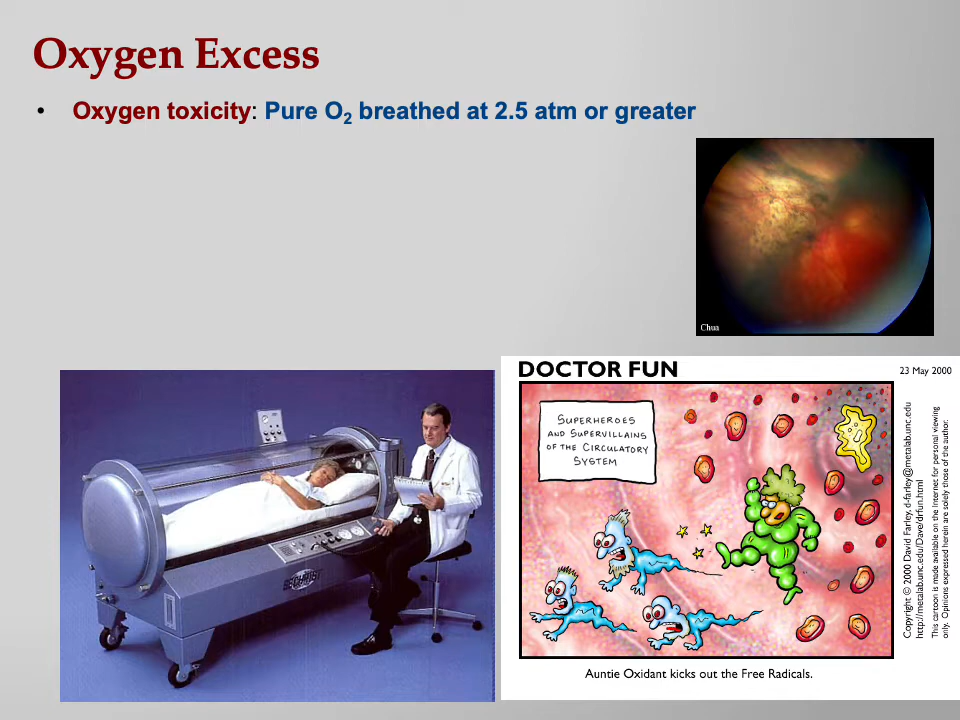 Oxygen Excess
• Oxygen toxicity: Pure O2 breathed at 2.5 atm or greater
Chua
DOCTOR FUN
23 May 2000
SUPERHEROES
AND SUPERVILLAINS
OF THE CIRCULATORY
SYSTEM
Copyright © 2000 David Farley, d-farley@metalab.unc.edu
http://metalab.unc.edu/Dave/drfun.html
This cartoon is made available on the Internet for personal viewing
only. Opinions expressed herein are solely those of the author.
SECHRIST
Auntie Oxidant kicks out the Free Radicals.